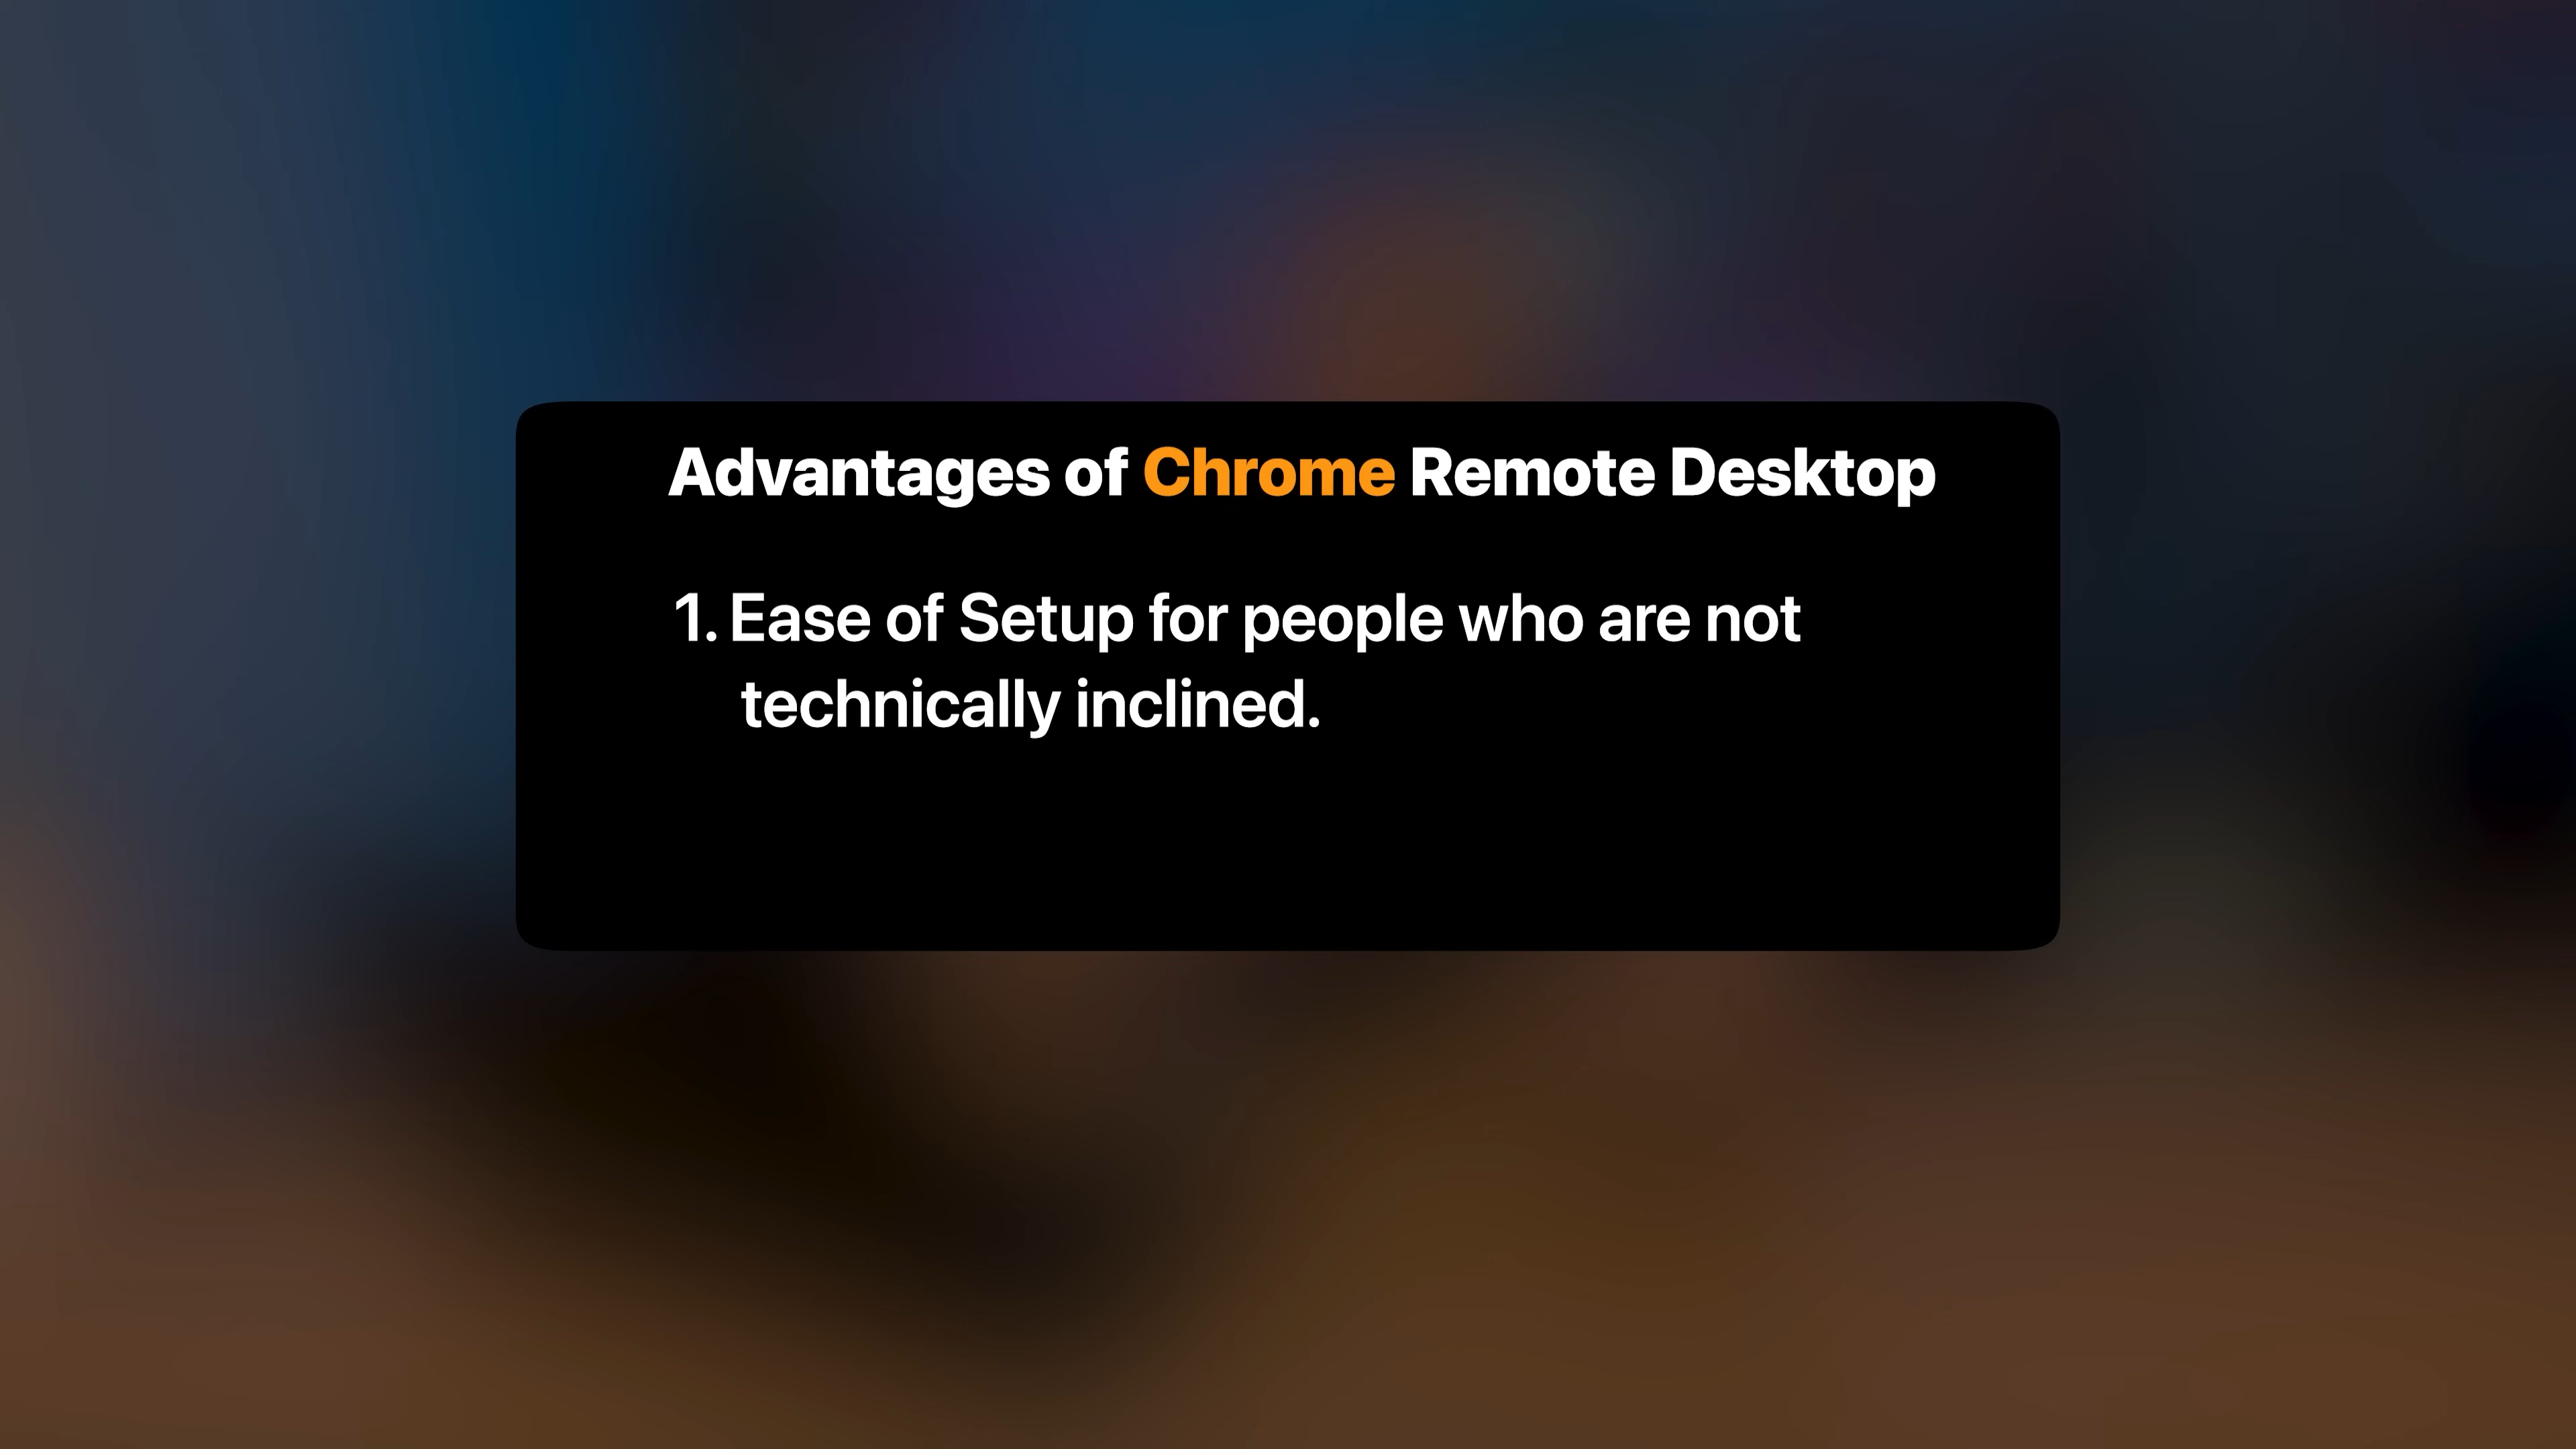 Advantages of Chrome Remote Desktop
1. Ease of Setup for people who are not
technically inclined.